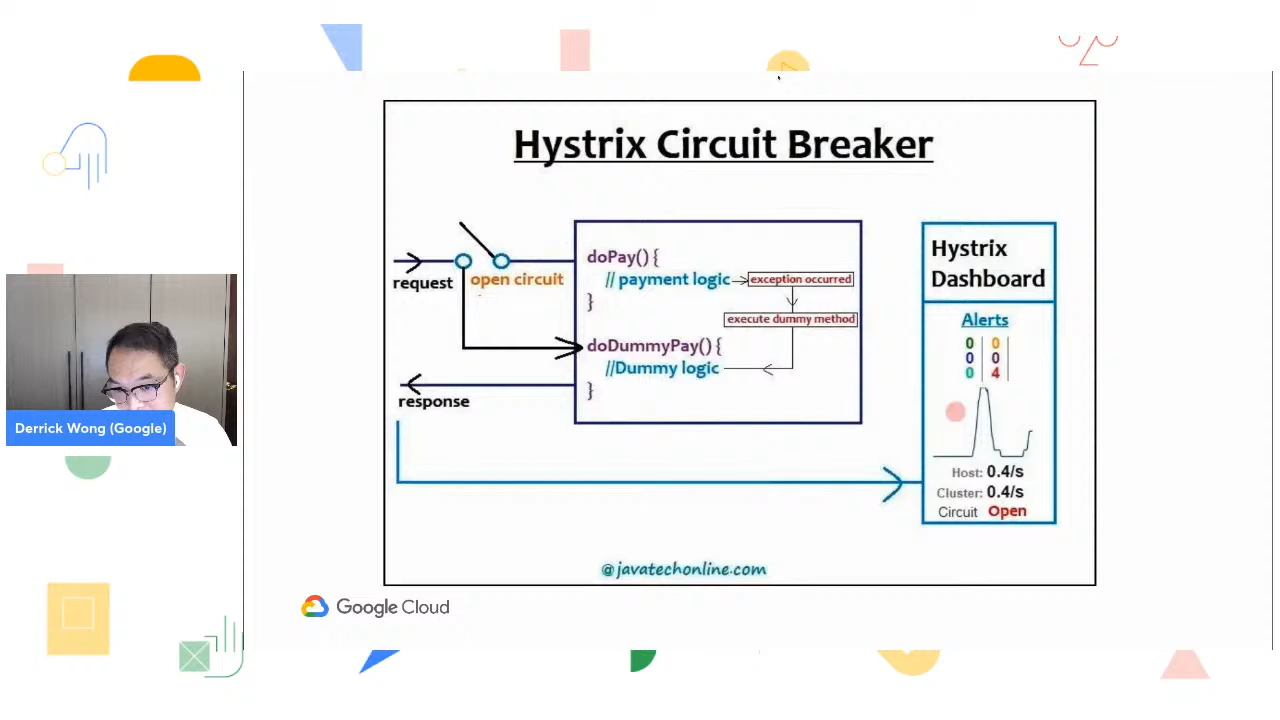 Hystrix Circuit Breaker
request
open circuit
doPay() {
// payment logic
exception occurred
}
execute dummy method
doDummyPay() {
//Dummy logic
}
response
Hystrix
Dashboard
Alerts
0 0
0 0
0 4
Host: 0.4/s
Cluster: 0.4/s
Circuit Open
@javatechonline.com
Google Cloud
Derrick Wong (Google)